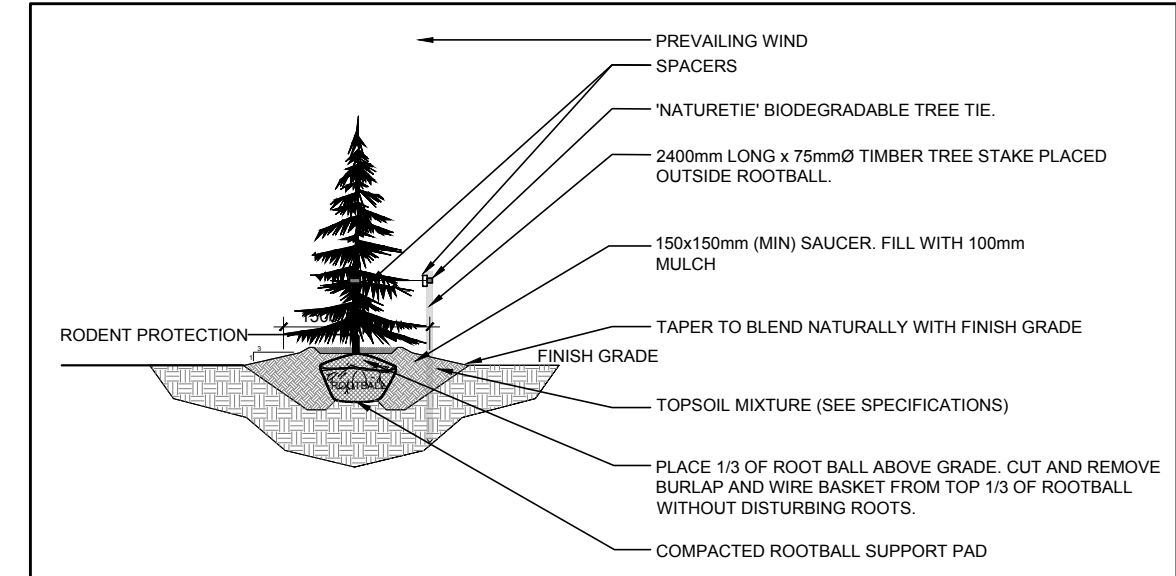 PREVAILING WIND
SPACERS
'NATURETIE' BIODEGRADABLE TREE TIE.
2400mm LONG x 75mmØ TIMBER TREE STAKE PLACED
OUTSIDE ROOTBALL.
150x150mm (MIN) SAUCER. FILL WITH 100mm
MULCH
RODENT PROTECTION
TAPER TO BLEND NATURALLY WITH FINISH GRADE
3
1
FINISH GRADE
ROOTBALL
TOPSOIL MIXTURE (SEE SPECIFICATIONS)
PLACE 1/3 OF ROOT BALL ABOVE GRADE. CUT AND REMOVE
BURLAP AND WIRE BASKET FROM TOP 1/3 OF ROOTBALL
WITHOUT DISTURBING ROOTS.
COMPACTED ROOTBALL SUPPORT PAD